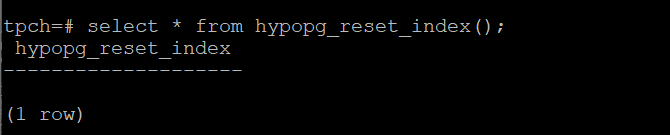 tpch=# select * from hypopg_reset_index();
 hypopg_reset_index
--------------------
(1 row)